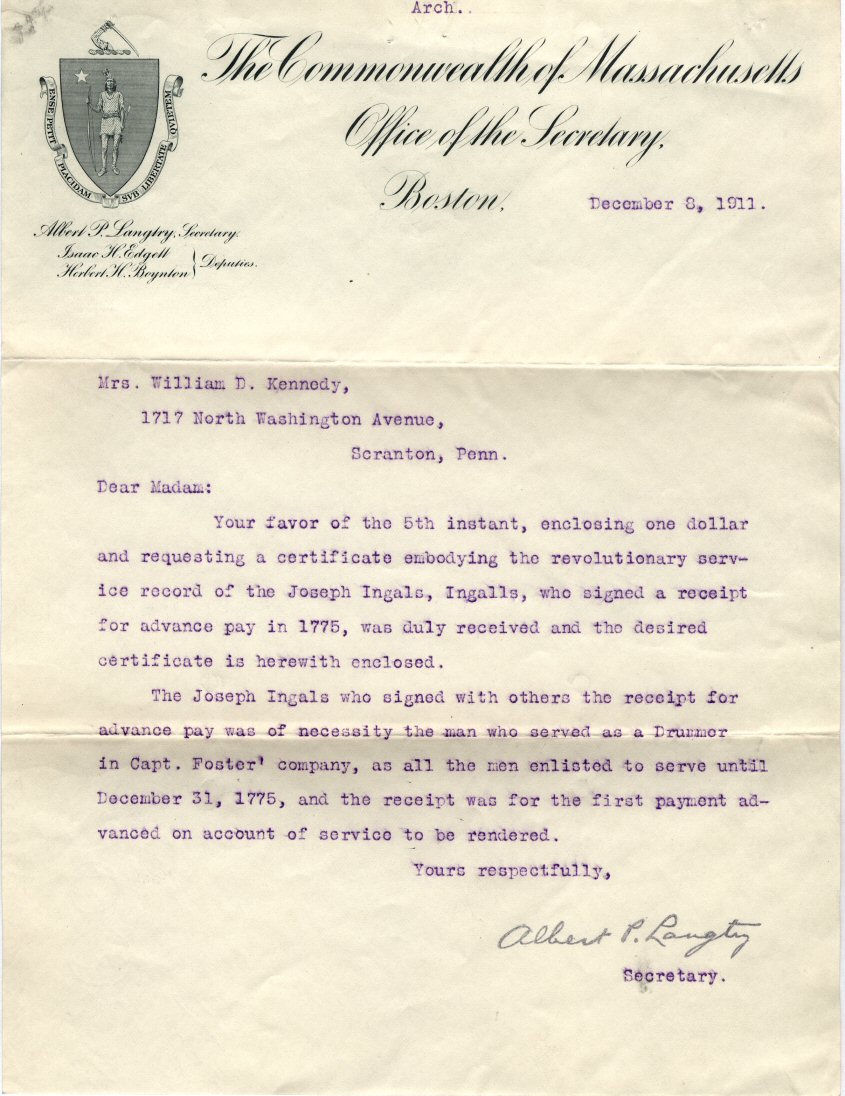 Arch..
The Commonwealth of Massachusetts
Office of the Secretary,
Boston,
December 8, 1911.
ENSE PETIT PLACIDAM SVB LIBERTATE QVIETEM
Albert P. Langtry, Secretary.
Isaac H. Edgett
Herbert H. Boynton
Deputies.
Mrs. William D. Kennedy,
1717 North Washington Avenue,
Scranton, Penn.
Dear Madam:
Your favor of the 5th instant, enclosing one dollar
and requesting a certificate embodying the revolutionary serv-
ice record of the Joseph Ingals, Ingalls, who signed a receipt
for advance pay in 1775, was duly received and the desired
certificate is herewith enclosed.
The Joseph Ingals who signed with others the receipt for
advance pay was of necessity the man who served as a Drummer
in Capt. Foster' company, as all the men enlisted to serve until
December 31, 1775, and the receipt was for the first payment ad-
vanced on account of service to be rendered.
Yours respectfully,
Albert P. Langtry
Secretary.